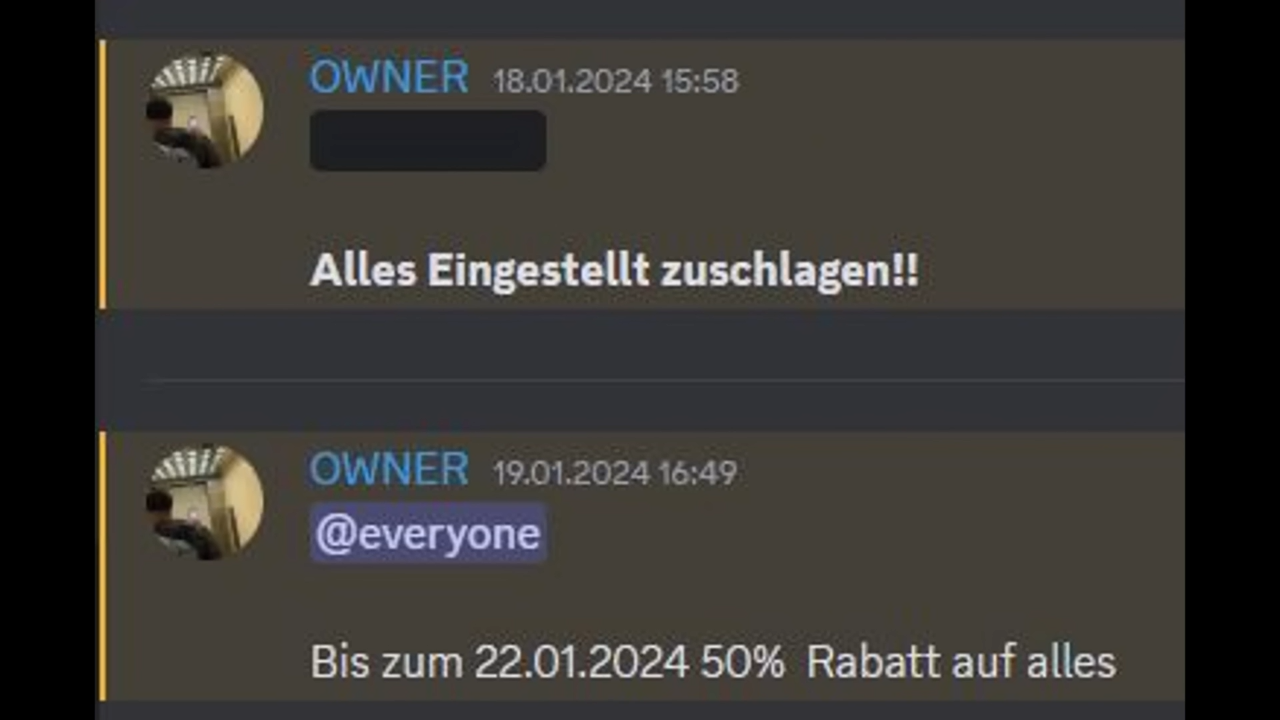 OWNER 18.01.2024 15:58
Alles Eingestellt zuschlagen!!
OWNER 19.01.2024 16:49
@everyone
Bis zum 22.01.2024 50% Rabatt auf alles